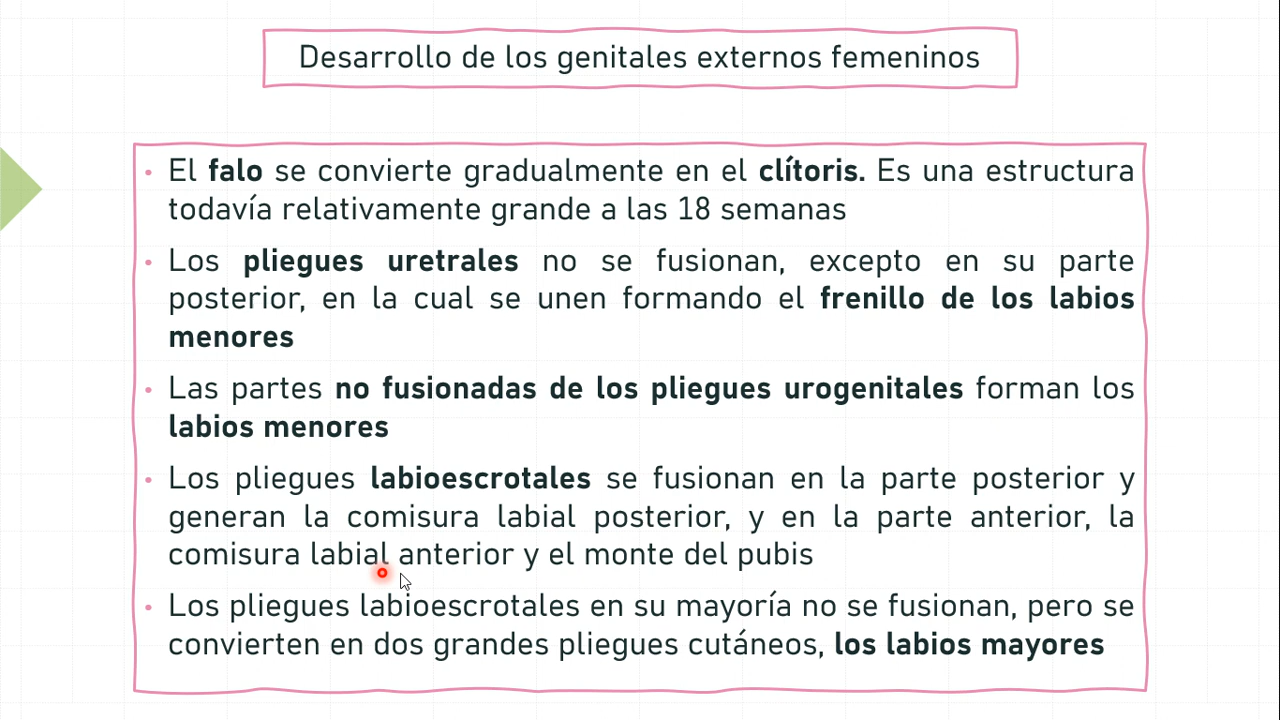 Desarrollo de los genitales externos femeninos
• El falo se convierte gradualmente en el clítoris. Es una estructura
todavía relativamente grande a las 18 semanas
• Los pliegues uretrales no se fusionan, excepto en su parte
posterior, en la cual se unen formando el frenillo de los labios
menores
• Las partes no fusionadas de los pliegues urogenitales forman los
labios menores
• Los pliegues labioescrotales se fusionan en la parte posterior y
generan la comisura labial posterior, y en la parte anterior, la
comisura labial anterior y el monte del pubis
• Los pliegues labioescrotales en su mayoría no se fusionan, pero se
convierten en dos grandes pliegues cutáneos, los labios mayores